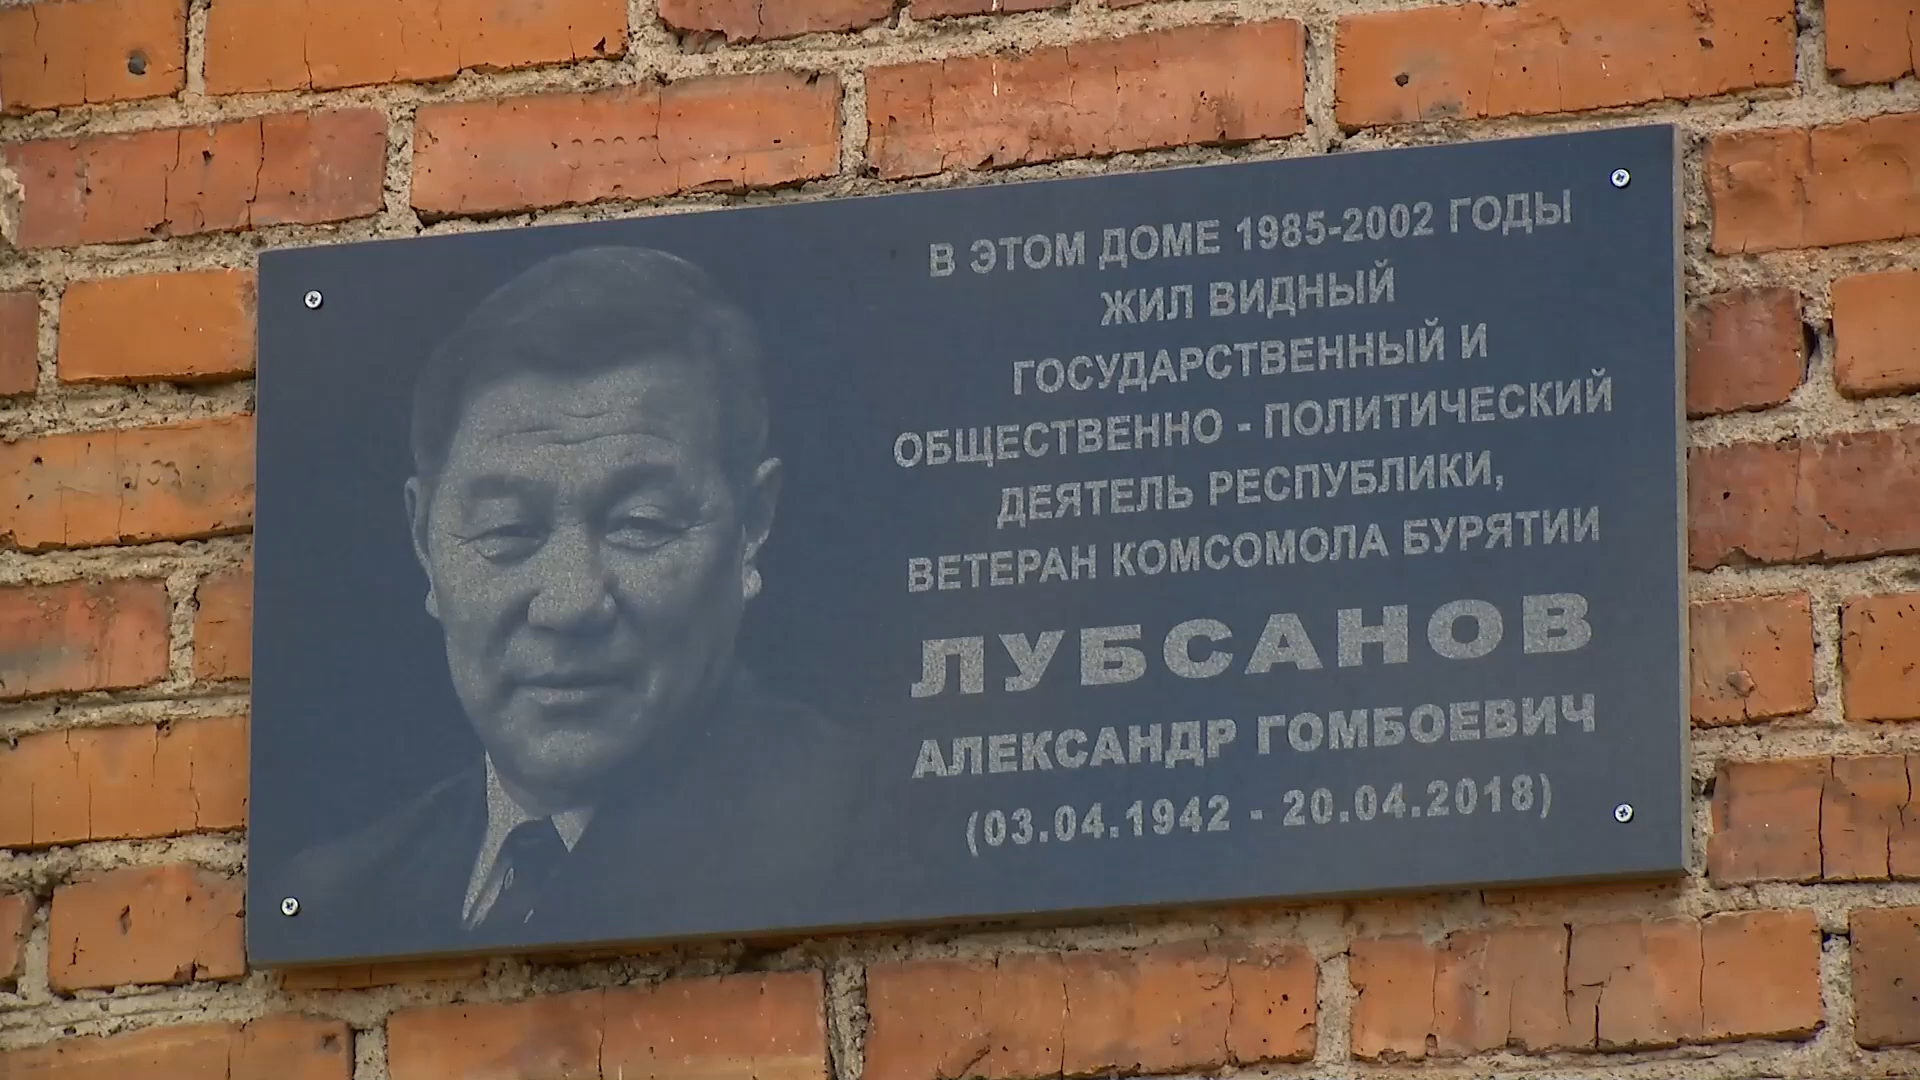 В ЭТОМ ДОМЕ 1985-2002 ГОДЫ
ЖИЛ ВИДНЫЙ
ГОСУДАРСТВЕННЫЙ И
ОБЩЕСТВЕННО - ПОЛИТИЧЕСКИЙ
ДЕЯТЕЛЬ РЕСПУБЛИКИ,
ВЕТЕРАН КОМСОМОЛА БУРЯТИИ
ЛУБСАНОВ
АЛЕКСАНДР ГОМБОЕВИЧ
(03.04.1942 - 20.04.2018)